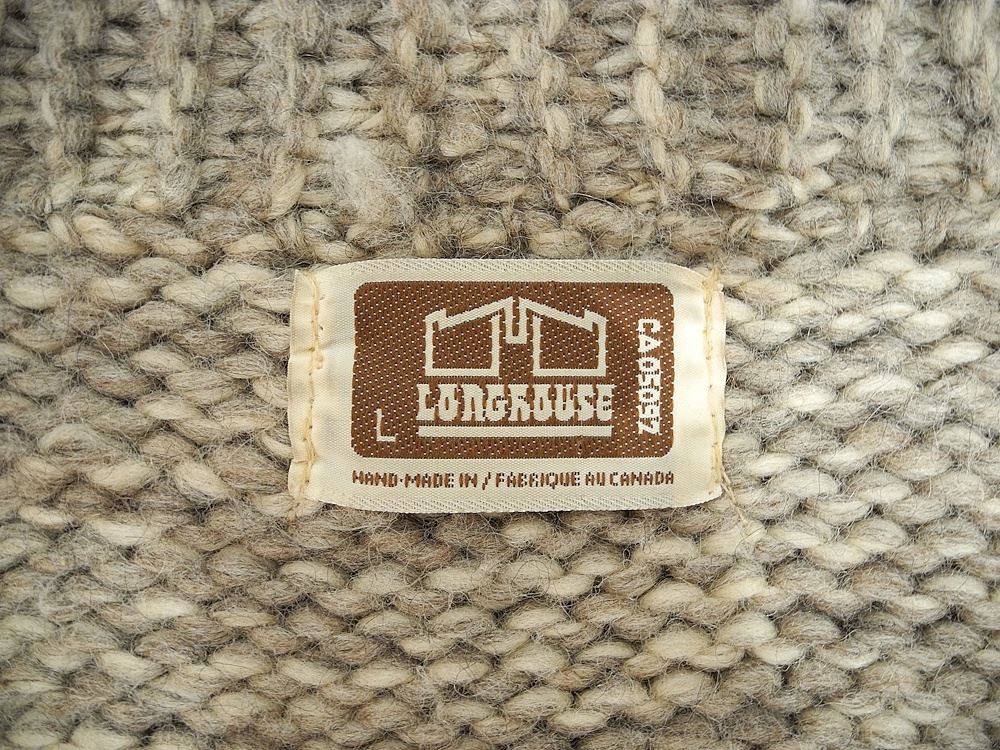 LONGHOUSE
L
CA05097
HAND-MADE IN / FABRIQUE AU CANADA